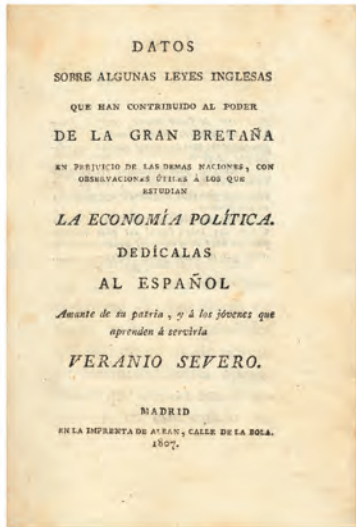 DATOS
SOBRE ALGUNAS LEYES INGLESAS
QUE HAN CONTRIBUIDO AL PODER
DE LA GRAN BRETAÑA
EN PREJUICIO DE LAS DEMAS NACIONES, CON
OBSERVACIONES ÚTILES Á LOS QUE
ESTUDIAN
LA ECONOMÍA POLÍTICA.
DEDÍCALAS
AL ESPAÑOL
Amante de su patria, y á los jóvenes que
aprenden á servirla
VERANIO SEVERO.
MADRID
EN LA IMPRENTA DE ALBAN, CALLE DE LA BOLA.
1807.